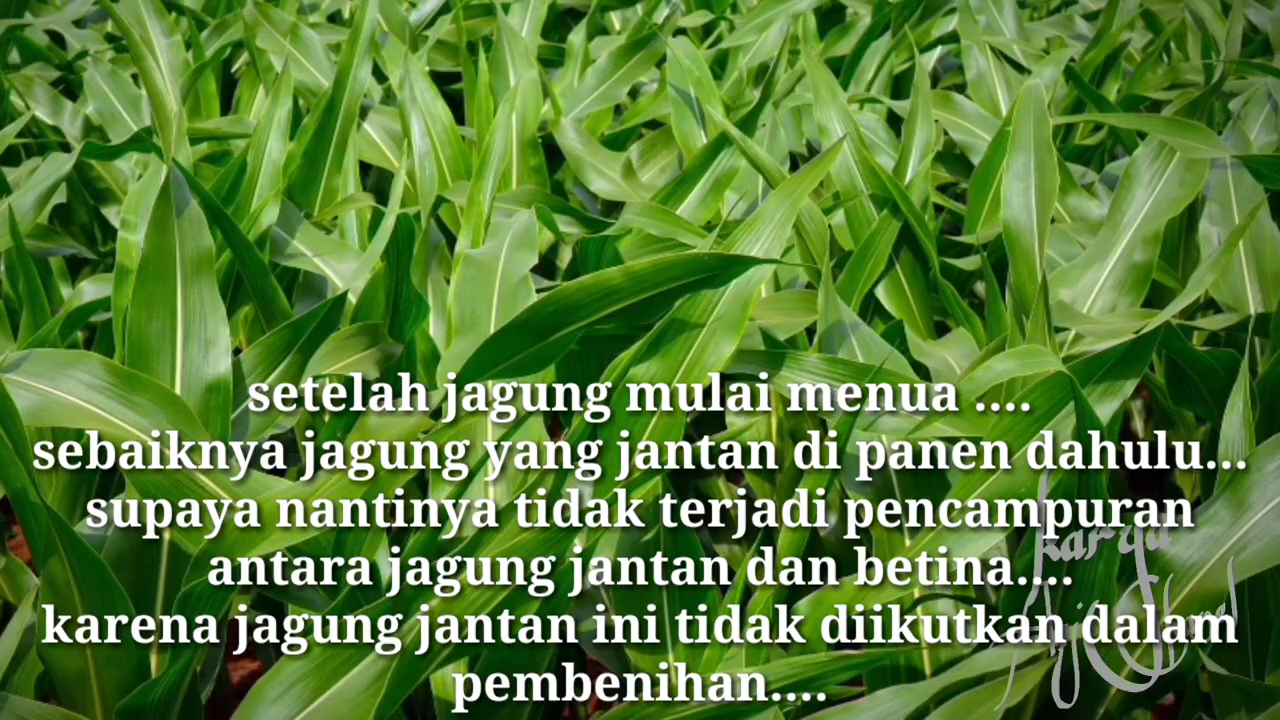 setelah jagung mulai menua ....
sebaiknya jagung yang jantan di panen dahulu...
supaya nantinya tidak terjadi pencampuran
antara jagung jantan dan betina....
karena jagung jantan ini tidak diikutkan dalam
pembenihan....
karya